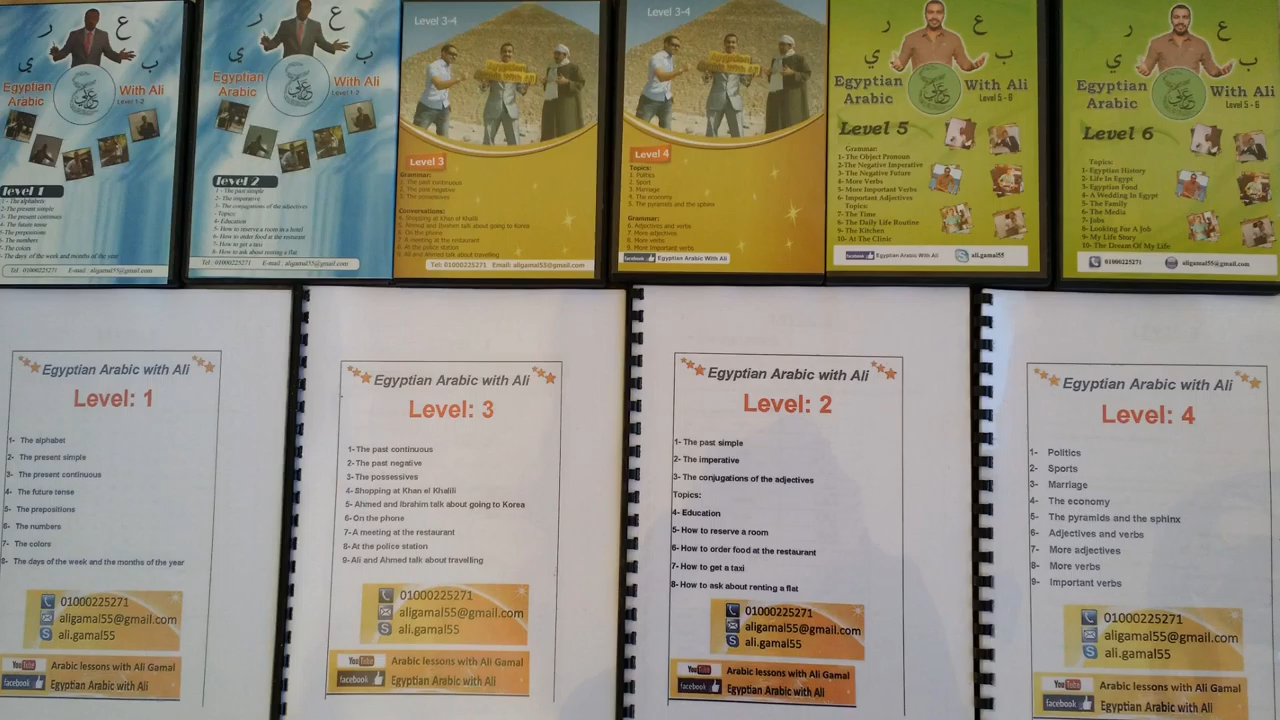 ر ع
ي ب
Egyptian With Ali
Arabic Level 1-2
level 1
1- The alphabets
2- The present simple
3- The present continuos
4- The future tense
5- The prepositions
6- The numbers
7- The colors
8- The days of the week and months of the year
Tel : 01000225271 E-mail : aligamal55@gmail.com
ر ع
ي ب
Egyptian With Ali
Arabic Level 1-2
level 2
1 - The past simple
2- The imperative
3- The conjugations of the adjectives
- Topics:
4- Education
5- How to reserve a room in a hotel
6- How to order food at the restaurant
7- How to get a taxi
8- How to ask about renting a flat
Tel : 01000225271 E-mail : aligamal55@gmail.com
Level 3-4
Level 3
Grammar:
1. The past continuous
2. The past negative
3. The possessives
Conversations:
4. Shopping at Khan el Khalili
5. Ahmed and Ibrahim talk about going to Korea
6. On the phone
7. A meeting at the restaurant
8. At the police station
9. Ali and Ahmed talk about travelling
Tel: 01000225271 Email: aligamal55@gmail.com
Level 3-4
Level 4
Topics:
1. Politics
2. Sport
3. Marriage
4. The economy
5. The pyramids and the sphinx
Grammar:
6. Adjectives and verbs
7. More adjectives
8. More verbs
9. More important verbs
facebook Egyptian Arabic With Ali
ر ع
ي ب
Egyptian With Ali
Arabic Level 5 - 6
Level 5
Grammar:
1- The Object Pronoun
2-The Negative Imperative
3- The Negative Future
4- More Verbs
5- More Important Verbs
6- Important Adjectives
Topics:
7- The Time
8- The Daily Life Routine
9- The Kitchen
10- At The Clinic
facebook Egyptian Arabic With Ali ali.gamal55
ر ع
ي ب
Egyptian With Ali
Arabic Level 5 - 6
Level 6
Topics:
1- Egyptian History
2- Life In Egypt
3- Egyptian Food
4- A Wedding In Egypt
5- The Family
6- The Media
7- Jobs
8- Looking For A Job
9- My Life Story
10- The Dream Of My Life
01000225271 aligamal55@gmail.com
Egyptian Arabic with Ali
Level: 1
1- The alphabet
2- The present simple
3- The present continuous
4- The future tense
5- The prepositions
6- The numbers
7- The colors
8- The days of the week and the months of the year
01000225271
aligamal55@gmail.com
ali.gamal55
YouTube Arabic lessons with Ali Gamal
facebook Egyptian Arabic with Ali
Egyptian Arabic with Ali
Level: 3
1- The past continuous
2- The past negative
3- The possessives
4- Shopping at Khan el Khalili
5- Ahmed and Ibrahim talk about going to Korea
6- On the phone
7- A meeting at the restaurant
8- At the police station
9- Ali and Ahmed talk about travelling
01000225271
aligamal55@gmail.com
ali.gamal55
YouTube Arabic lessons with Ali Gamal
facebook Egyptian Arabic with Ali
Egyptian Arabic with Ali
Level: 2
1- The past simple
2- The imperative
3- The conjugations of the adjectives
Topics:
4- Education
5- How to reserve a room
6- How to order food at the restaurant
7- How to get a taxi
8- How to ask about renting a flat
01000225271
aligamal55@gmail.com
ali.gamal55
YouTube Arabic lessons with Ali Gamal
facebook Egyptian Arabic with Ali
Egyptian Arabic with Ali
Level: 4
1- Politics
2- Sports
3- Marriage
4- The economy
5- The pyramids and the sphinx
6- Adjectives and verbs
7- More adjectives
8- More verbs
9- Important verbs
01000225271
aligamal55@gmail.com
ali.gamal55
YouTube Arabic lessons with Ali Gamal
facebook Egyptian Arabic with Ali